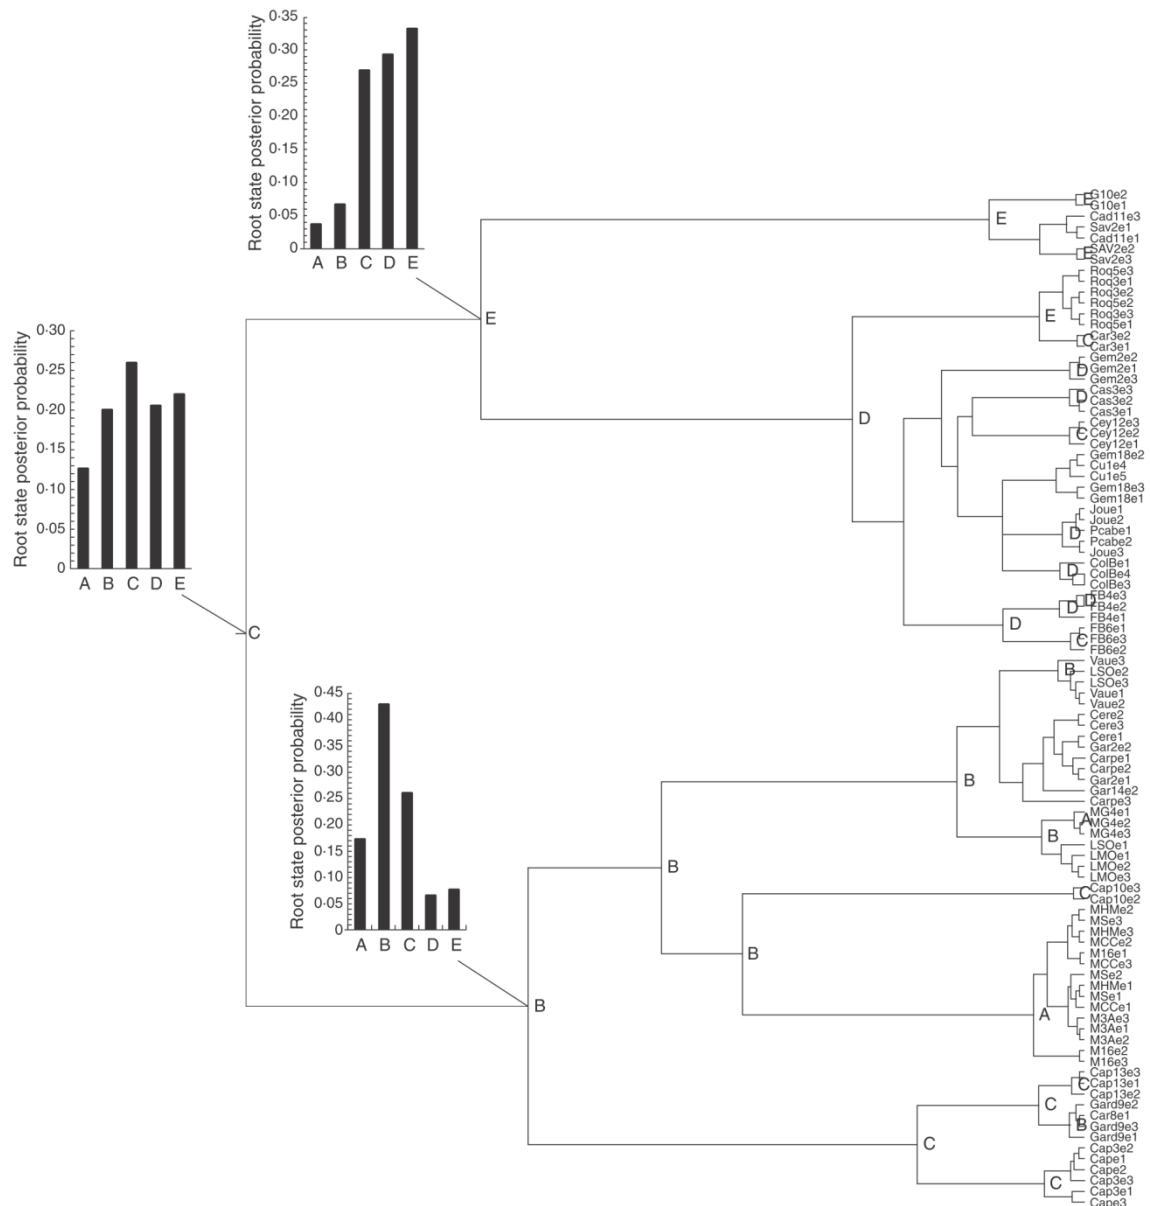 Root state posterior probability
0·35
0·30
0·25
0·20
0·15
0·10
0·05
0
A B C D E
Root state posterior probability
0·30
0·25
0·20
0·15
0·10
0·05
0
A B C D E
Root state posterior probability
0·45
0·40
0·35
0·30
0·25
0·20
0·15
0·10
0·05
0
A B C D E
C
E
B
E
D
E
D
B
B
B
B
A
C
C
C
E G10e2
G10e1
Cad11e3
Sav2e1
Cad11e1
E SAV2e2
Sav2e3
Roq5e3
Roq3e1
Roq3e2
Roq5e2
Roq3e3
Roq5e1
C Car3e2
Car3e1
Gem2e2
D Gem2e1
Gem2e3
Cas3e3
D Cas3e2
Cas3e1
Cey12e3
C Cey12e2
Cey12e1
Gem18e2
Cu1e4
Cu1e5
Gem18e3
Gem18e1
Joue1
Joue2
D Pcabe1
Pcabe2
Joue3
ColBe1
D ColBe4
ColBe3
D FB4e3
D FB4e2
FB4e1
FB6e1
C FB6e3
FB6e2
Vaue3
B LSOe2
LSOe3
Vaue1
Vaue2
Cere2
Cere3
Cere1
Gar2e2
Carpe1
Carpe2
Gar2e1
Gar14e2
Carpe3
MG4e1
A MG4e2
MG4e3
LSOe1
LMOe1
LMOe2
LMOe3
C Cap10e3
Cap10e2
MHMe2
MSe3
MHMe3
MCCe2
M16e1
MCCe3
MSe2
MHMe1
MSe1
MCCe1
M3Ae3
M3Ae1
M3Ae2
M16e2
M16e3
Cap13e3
C Cap13e1
Cap13e2
Gard9e2
Car8e1
B Gard9e3
Gard9e1
Cap3e2
Cape1
Cape2
Cap3e3
Cap3e1
Cape3